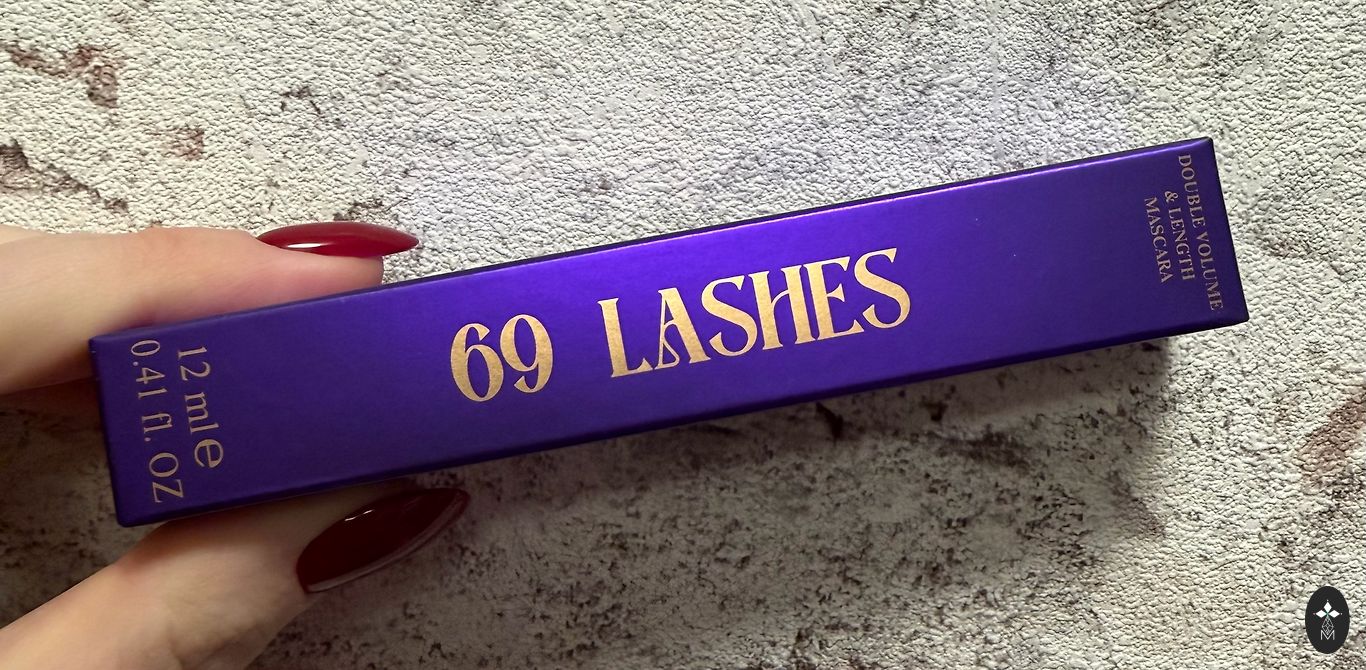 69 LASHES
DOUBLE VOLUME
& LENGTH
MASCARA
12 ml e
0.41 fl. OZ
M